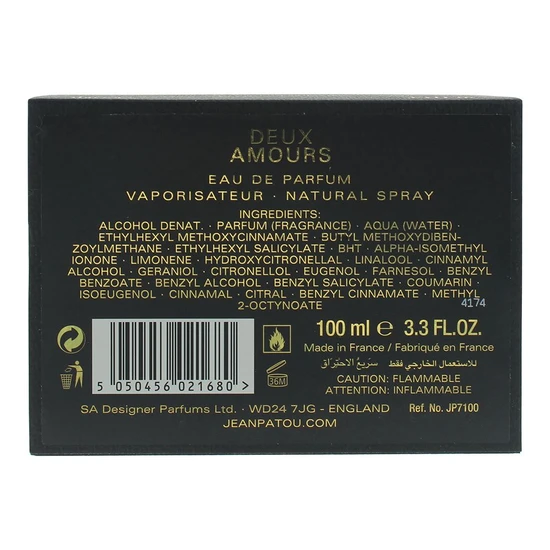 DEUX
AMOURS
EAU DE PARFUM
VAPORISATEUR · NATURAL SPRAY
INGREDIENTS:
ALCOHOL DENAT. · PARFUM (FRAGRANCE) · AQUA (WATER) ·
ETHYLHEXYL METHOXYCINNAMATE · BUTYL METHOXYDIBEN-
ZOYLMETHANE · ETHYLHEXYL SALICYLATE · BHT · ALPHA-ISOMETHYL
IONONE · LIMONENE · HYDROXYCITRONELLAL · LINALOOL · CINNAMYL
ALCOHOL · GERANIOL · CITRONELLOL · EUGENOL · FARNESOL · BENZYL
BENZOATE · BENZYL ALCOHOL · BENZYL SALICYLATE · COUMARIN ·
ISOEUGENOL · CINNAMAL · CITRAL · BENZYL CINNAMATE · METHYL
2-OCTYNOATE
4174
100 ml e 3.3 FL.OZ.
Made in France / Fabriqué en France
سريع الاحتراق للاستعمال الخارجي فقط
36M
CAUTION: FLAMMABLE
ATTENTION: INFLAMMABLE
5 050456 021680 >
SA Designer Parfums Ltd. · WD24 7JG - ENGLAND
Ref. No. JP7100
JEANPATOU.COM